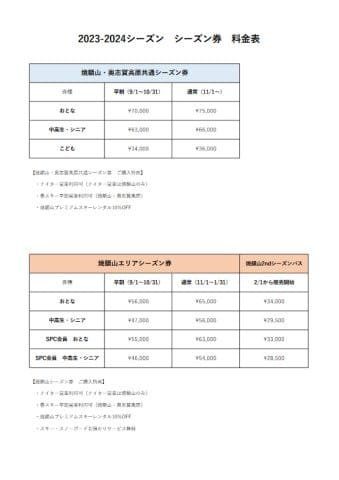 2023-2024シーズン　シーズン券　料金表
焼額山・奥志賀高原共通シーズン券
券種 早割（9/1～10/31） 通常（11/1～）
おとな ¥70,000 ¥75,000
中高生・シニア ¥63,000 ¥66,000
こども ¥34,000 ¥36,000
【焼額山・奥志賀高原共通シーズン券　ご購入特典】
・ナイター営業利用可（ナイター営業は焼額山のみ）
・春スキー早朝営業利用可（焼額山・奥志賀高原）
・焼額山プレミアムスキーレンタル10%OFF
焼額山エリアシーズン券 焼額山2ndシーズンパス
券種 早割（9/1～10/31） 通常（11/1～1/31） 2/1から販売開始
おとな ¥56,000 ¥65,000 ¥34,000
中高生・シニア ¥47,000 ¥56,000 ¥29,500
SPC会員　おとな ¥55,000 ¥63,000 ¥33,000
SPC会員　中高生・シニア ¥46,000 ¥54,000 ¥28,500
【焼額山シーズン券　ご購入特典】
・ナイター営業利用可（ナイター営業は焼額山のみ）
・春スキー早朝営業利用可（焼額山・奥志賀高原）
・焼額山プレミアムスキーレンタル10%OFF
・スキー・スノーボードお預かりサービス無料